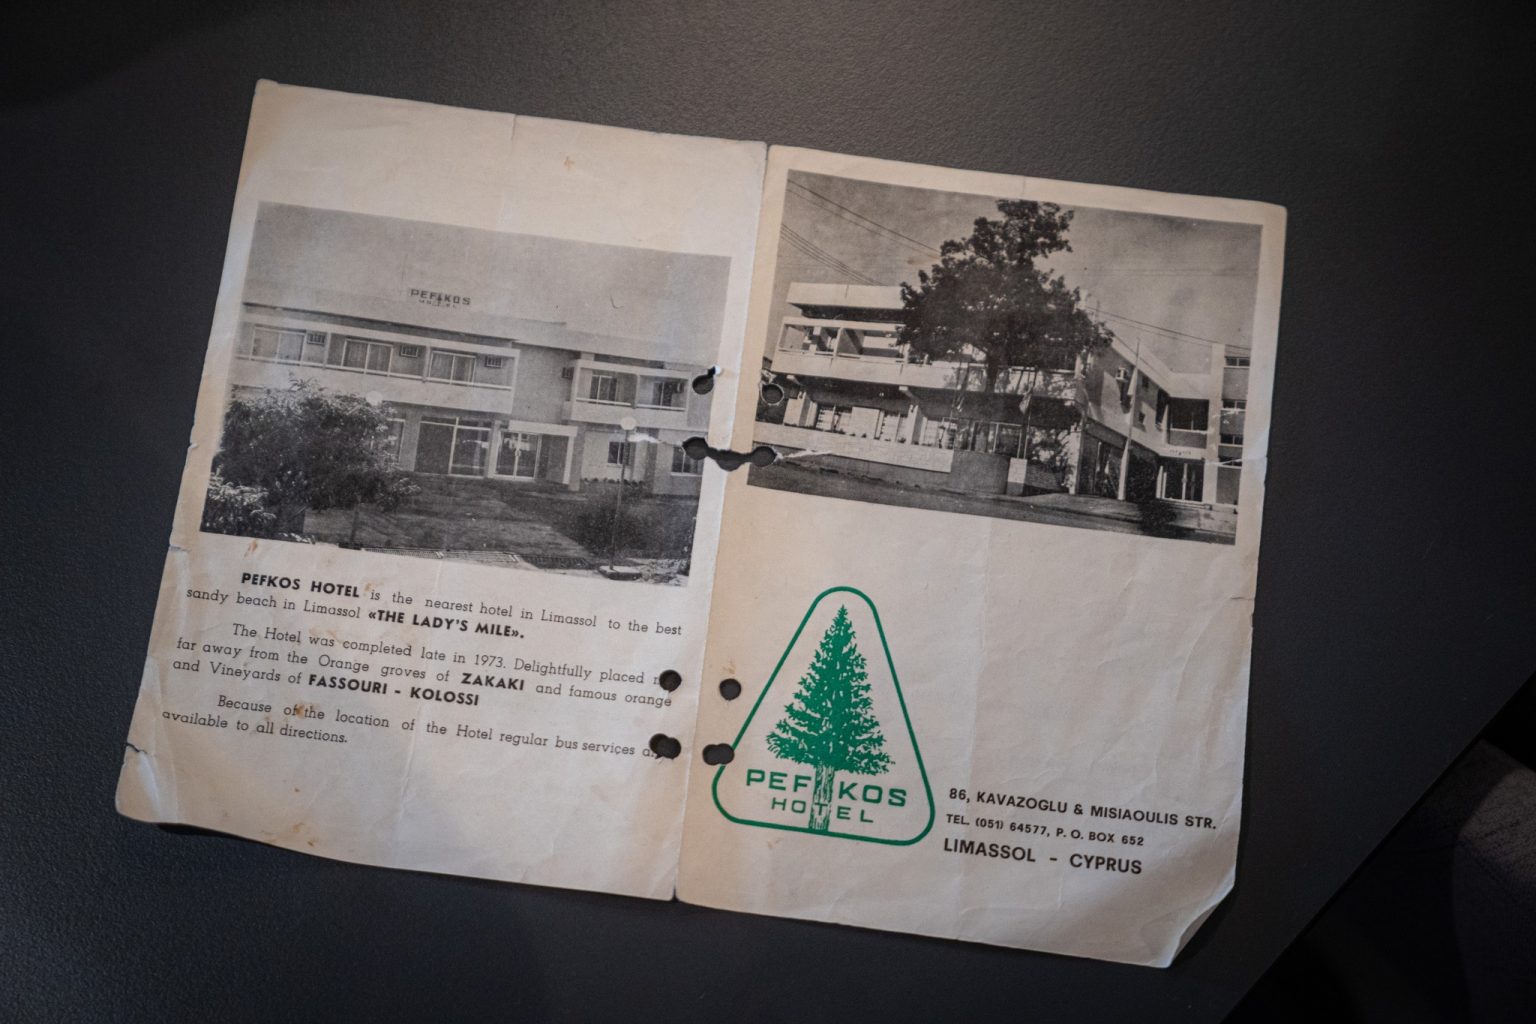 PEFKOS
HOTEL
PEFKOS HOTEL is the nearest hotel in Limassol to the best
sandy beach in Limassol «THE LADY'S MILE».
The Hotel was completed late in 1973. Delightfully placed
far away from the Orange groves of ZAKAKI and famous orange
and Vineyards of FASSOURI - KOLOSSI
Because of the location of the Hotel regular bus services
available to all directions.
PEFKOS
HOTEL
86, KAVAZOGLU & MISIAOULIS STR.
TEL. (051) 64577, P. O. BOX 652
LIMASSOL - CYPRUS